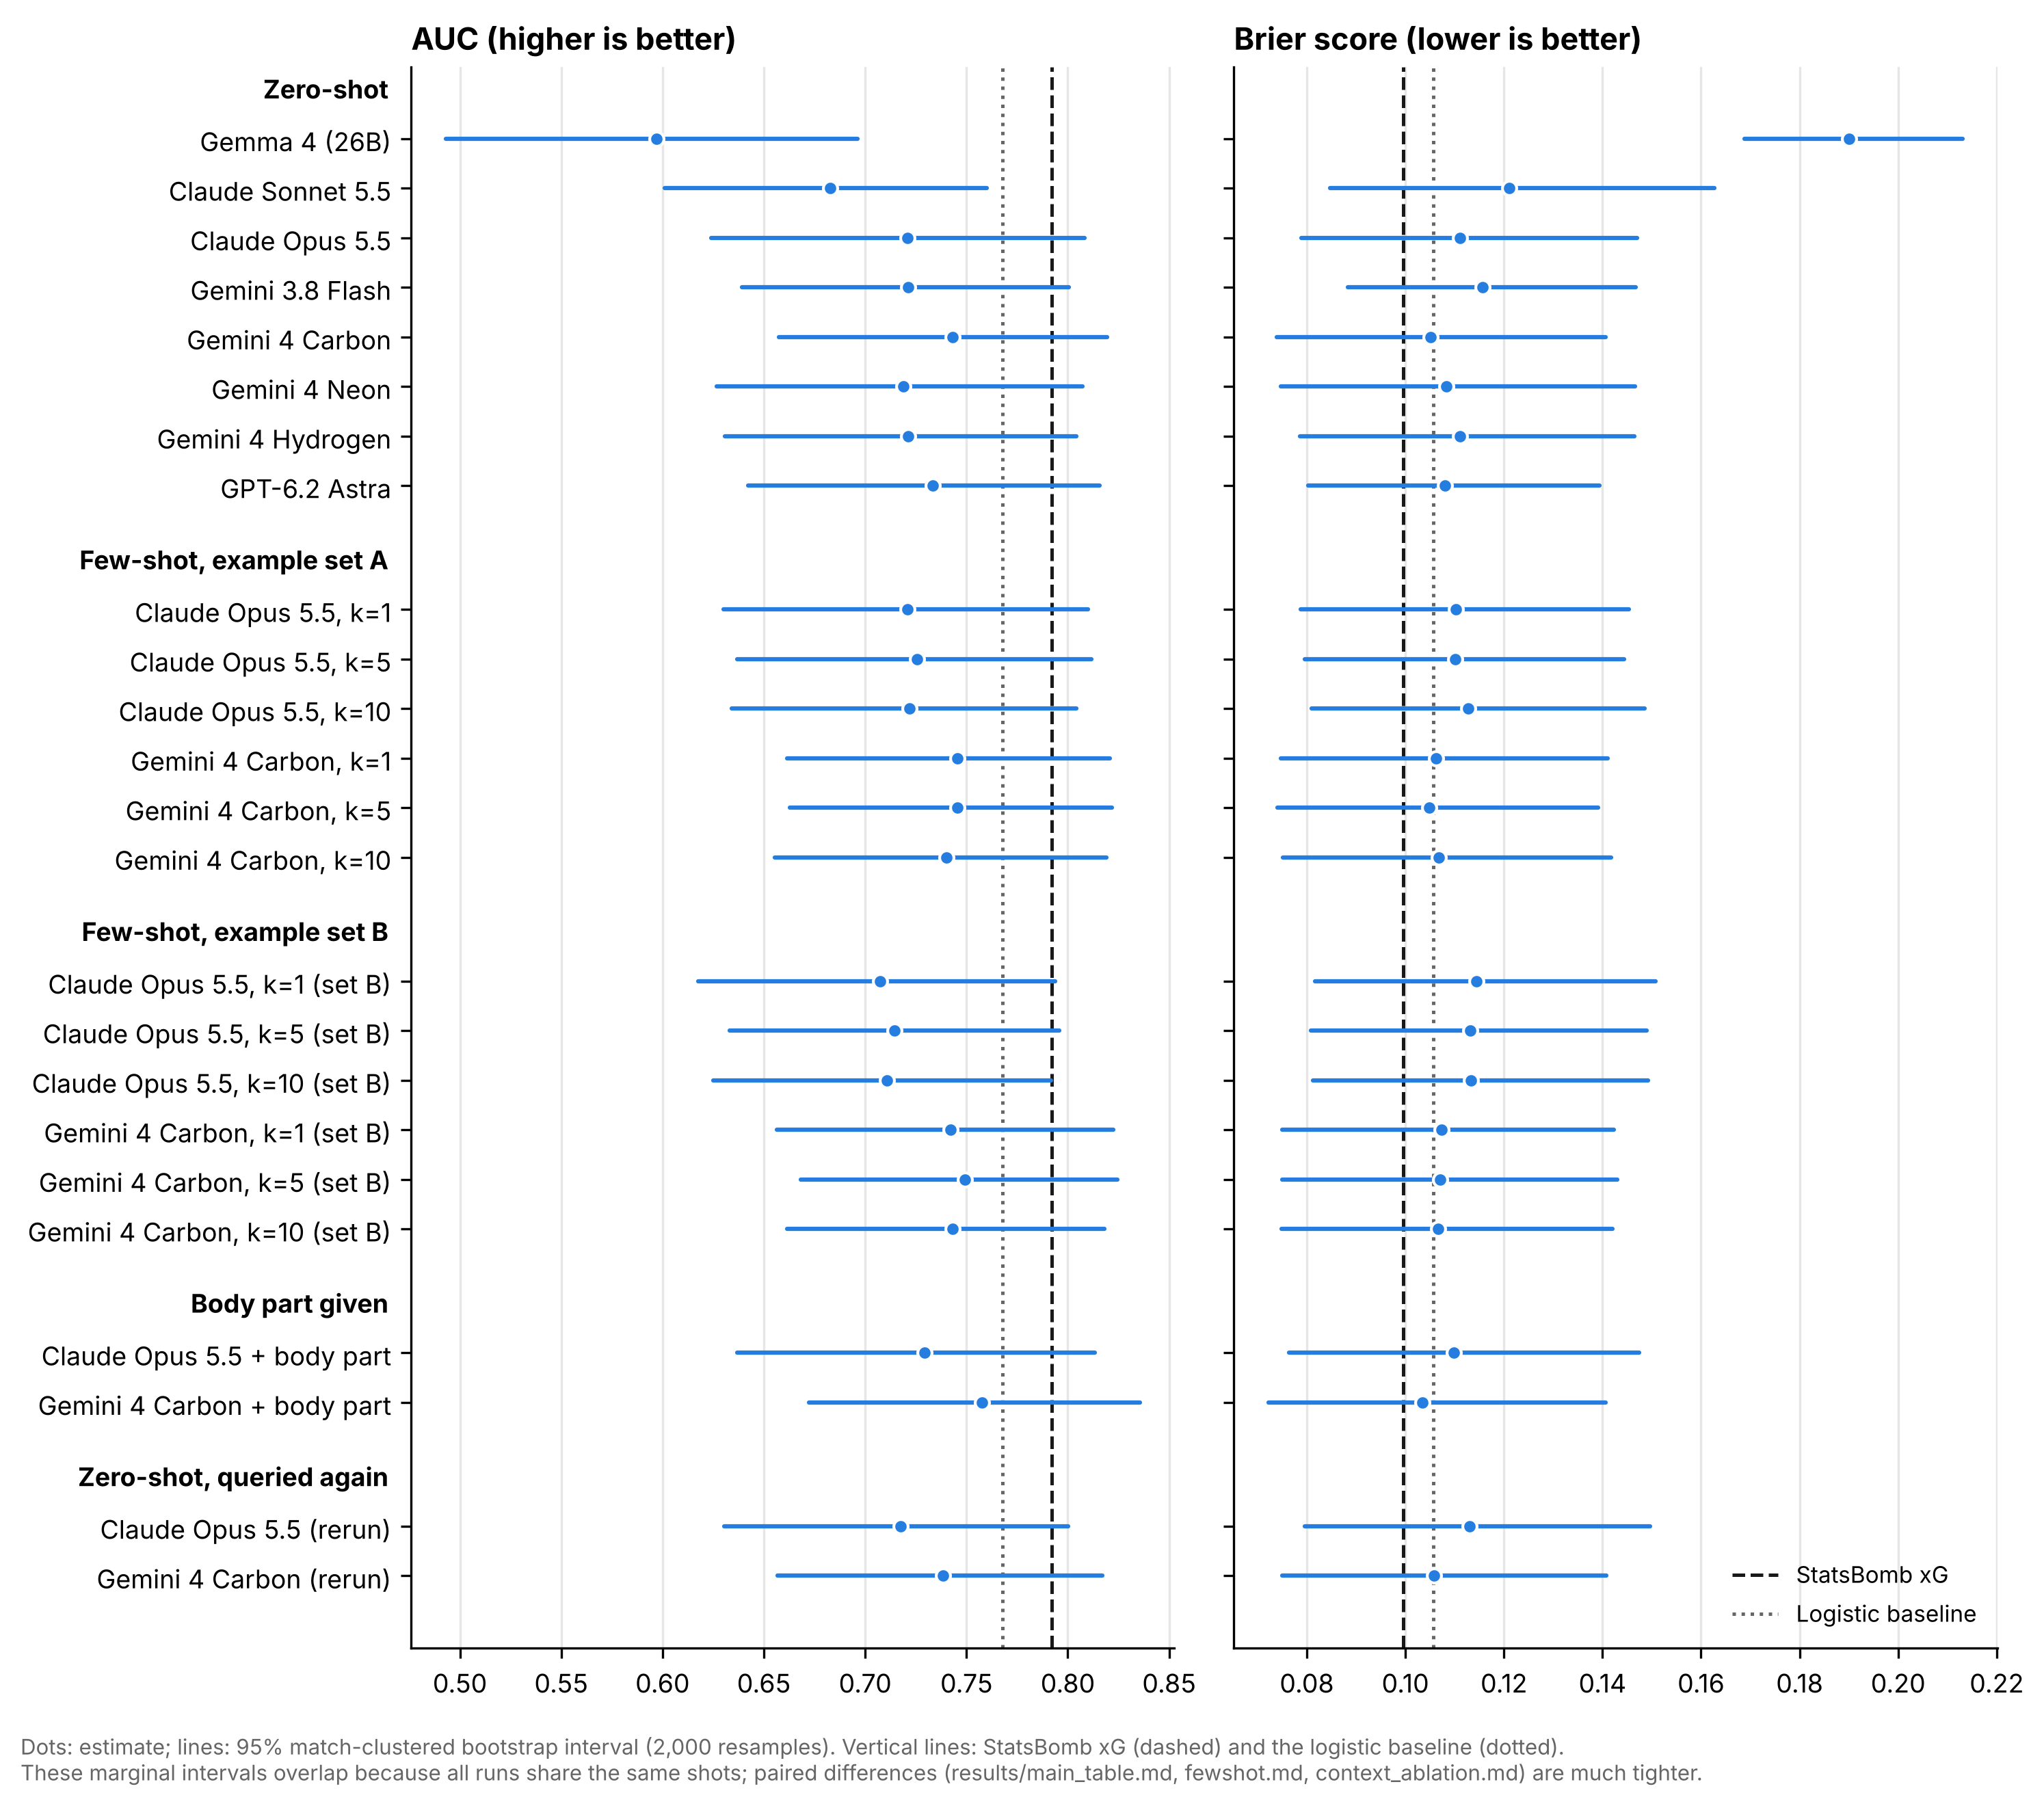 AUC (higher is better)
Brier score (lower is better)
Zero-shot
Gemma 4 (26B)
Claude Sonnet 5.5
Claude Opus 5.5
Gemini 3.8 Flash
Gemini 4 Carbon
Gemini 4 Neon
Gemini 4 Hydrogen
GPT-6.2 Astra
Few-shot, example set A
Claude Opus 5.5, k=1
Claude Opus 5.5, k=5
Claude Opus 5.5, k=10
Gemini 4 Carbon, k=1
Gemini 4 Carbon, k=5
Gemini 4 Carbon, k=10
Few-shot, example set B
Claude Opus 5.5, k=1 (set B)
Claude Opus 5.5, k=5 (set B)
Claude Opus 5.5, k=10 (set B)
Gemini 4 Carbon, k=1 (set B)
Gemini 4 Carbon, k=5 (set B)
Gemini 4 Carbon, k=10 (set B)
Body part given
Claude Opus 5.5 + body part
Gemini 4 Carbon + body part
Zero-shot, queried again
Claude Opus 5.5 (rerun)
Gemini 4 Carbon (rerun)
StatsBomb xG
Logistic baseline
0.50 0.55 0.60 0.65 0.70 0.75 0.80 0.85
0.08 0.10 0.12 0.14 0.16 0.18 0.20 0.22
Dots: estimate; lines: 95% match-clustered bootstrap interval (2,000 resamples). Vertical lines: StatsBomb xG (dashed) and the logistic baseline (dotted).
These marginal intervals overlap because all runs share the same shots; paired differences (results/main_table.md, fewshot.md, context_ablation.md) are much tighter.